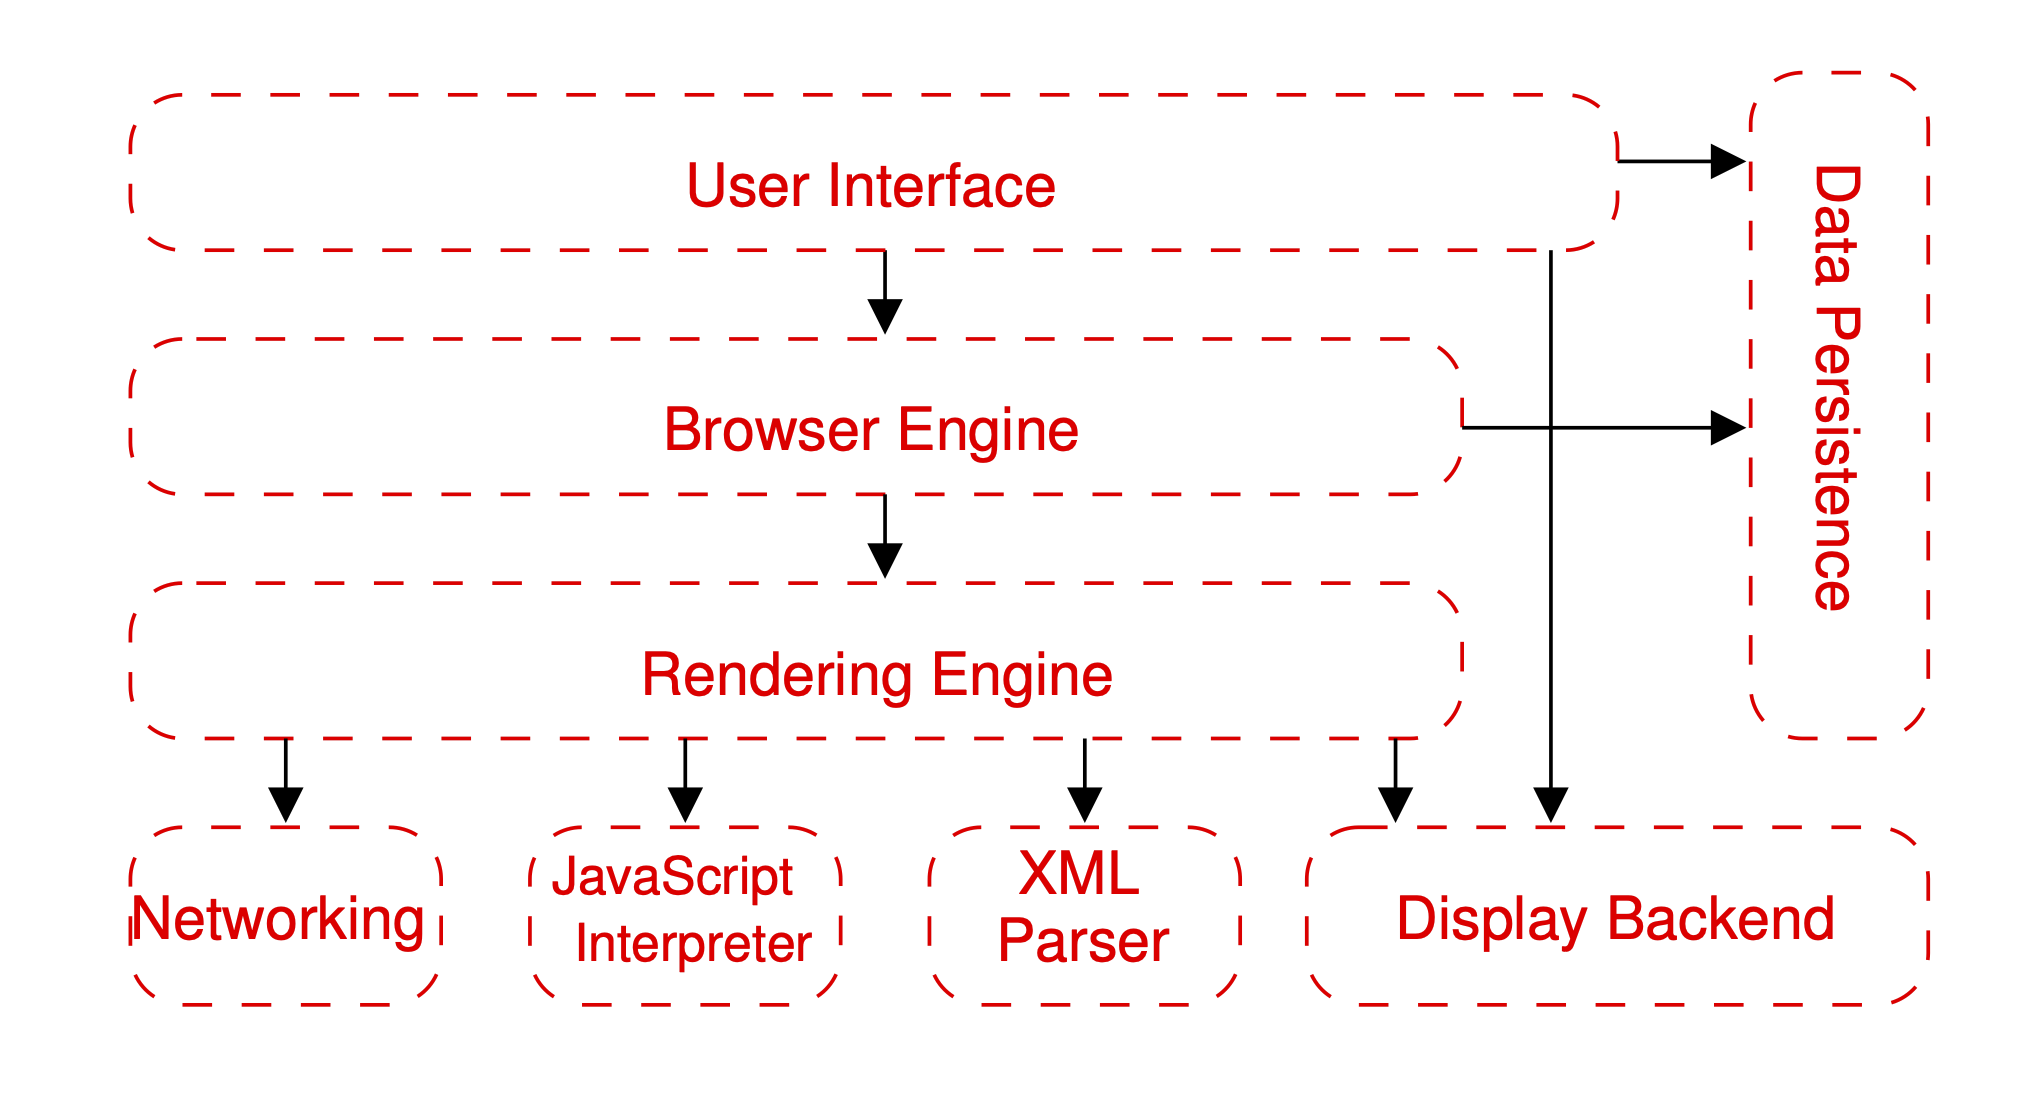 User Interface
Data Persistence
Browser Engine
Rendering Engine
Networking
JavaScript
Interpreter
XML
Parser
Display Backend